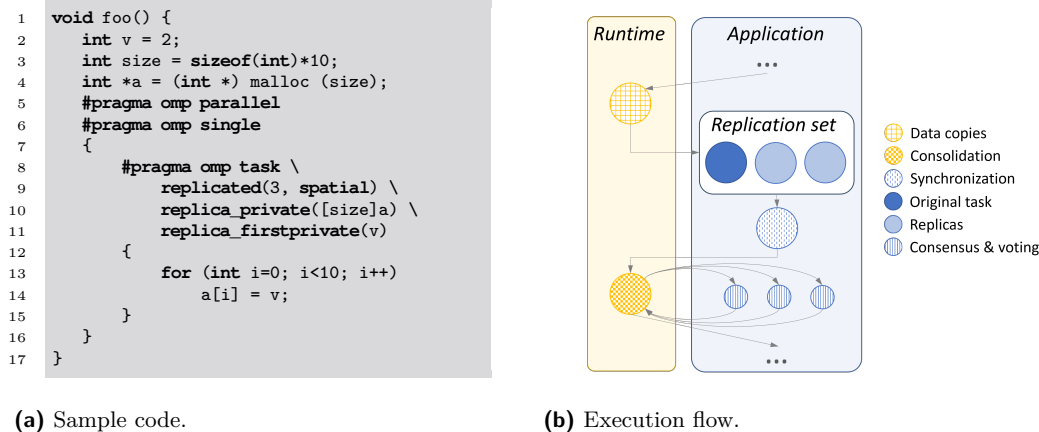 1 void foo() {
2 int v = 2;
3 int size = sizeof(int)*10;
4 int *a = (int *) malloc (size);
5 #pragma omp parallel
6 #pragma omp single
7 {
8 #pragma omp task \
9 replicated(3, spatial) \
10 replica_private([size]a) \
11 replica_firstprivate(v)
12 {
13 for (int i=0; i<10; i++)
14 a[i] = v;
15 }
16 }
17 }
(a) Sample code.
Runtime
Application
...
Replication set
...
Data copies
Consolidation
Synchronization
Original task
Replicas
Consensus & voting
(b) Execution flow.